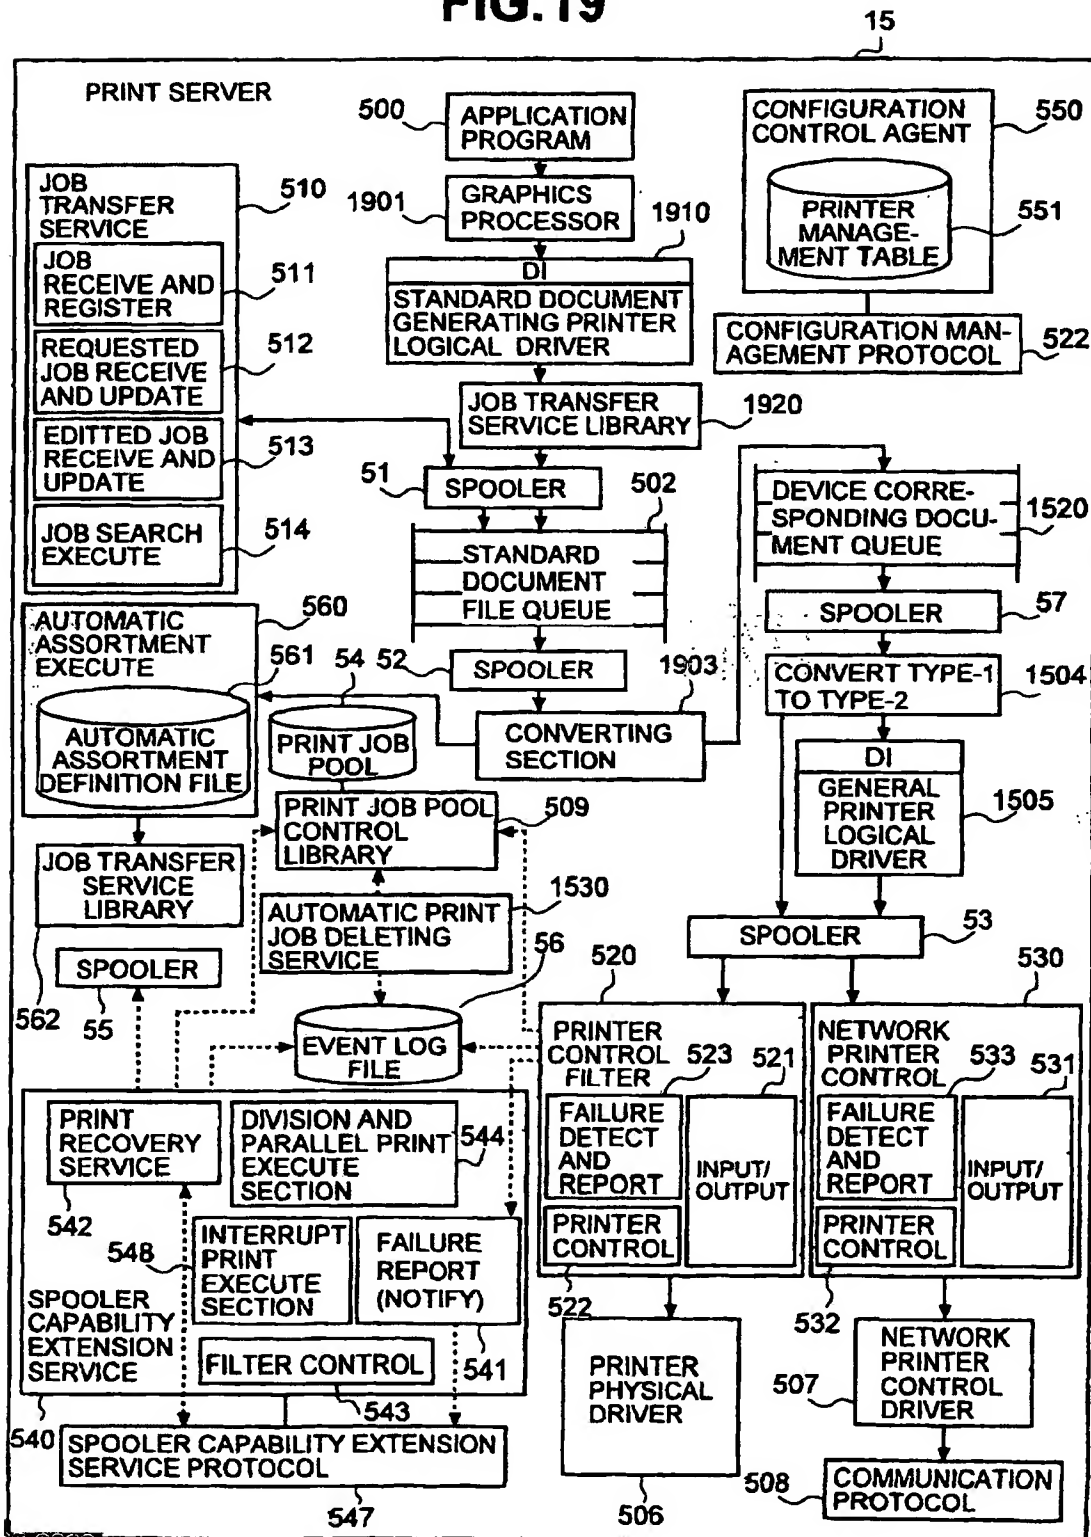 FIG.19
15
PRINT SERVER
500
APPLICATION
PROGRAM
CONFIGURATION
CONTROL AGENT
550
PRINTER
MANAGE-
MENT TABLE
551
CONFIGURATION MAN-
AGEMENT PROTOCOL
522
JOB
TRANSFER
SERVICE
510
JOB
RECEIVE AND
REGISTER
511
REQUESTED
JOB RECEIVE
AND UPDATE
512
EDITTED JOB
RECEIVE AND
UPDATE
513
JOB SEARCH
EXECUTE
514
1901
GRAPHICS
PROCESSOR
1910
DI
STANDARD DOCUMENT
GENERATING PRINTER
LOGICAL DRIVER
JOB TRANSFER
SERVICE LIBRARY
1920
51
SPOOLER
502
STANDARD
DOCUMENT
FILE QUEUE
52
SPOOLER
1903
CONVERTING
SECTION
DEVICE CORRE-
SPONDING DOCU-
MENT QUEUE
1520
SPOOLER
57
CONVERT TYPE-1
TO TYPE-2
1504
DI
GENERAL
PRINTER
LOGICAL
DRIVER
1505
SPOOLER
53
560
AUTOMATIC
ASSORTMENT
EXECUTE
561
AUTOMATIC
ASSORTMENT
DEFINITION FILE
JOB TRANSFER
SERVICE
LIBRARY
562
54
PRINT JOB
POOL
PRINT JOB POOL
CONTROL
LIBRARY
509
1530
AUTOMATIC PRINT
JOB DELETING
SERVICE
56
EVENT LOG
FILE
SPOOLER
55
PRINT
RECOVERY
SERVICE
542
DIVISION AND
PARALLEL PRINT
EXECUTE
SECTION
544
548
INTERRUPT
PRINT
EXECUTE
SECTION
FAILURE
REPORT
(NOTIFY)
541
SPOOLER
CAPABILITY
EXTENSION
SERVICE
FILTER CONTROL
543
540
SPOOLER CAPABILITY EXTENSION
SERVICE PROTOCOL
547
520
PRINTER
CONTROL
FILTER
523
521
FAILURE
DETECT
AND
REPORT
INPUT/
OUTPUT
PRINTER
CONTROL
522
PRINTER
PHYSICAL
DRIVER
506
530
NETWORK
PRINTER
CONTROL
533
531
FAILURE
DETECT
AND
REPORT
INPUT/
OUTPUT
PRINTER
CONTROL
532
507
NETWORK
PRINTER
CONTROL
DRIVER
508
COMMUNICATION
PROTOCOL